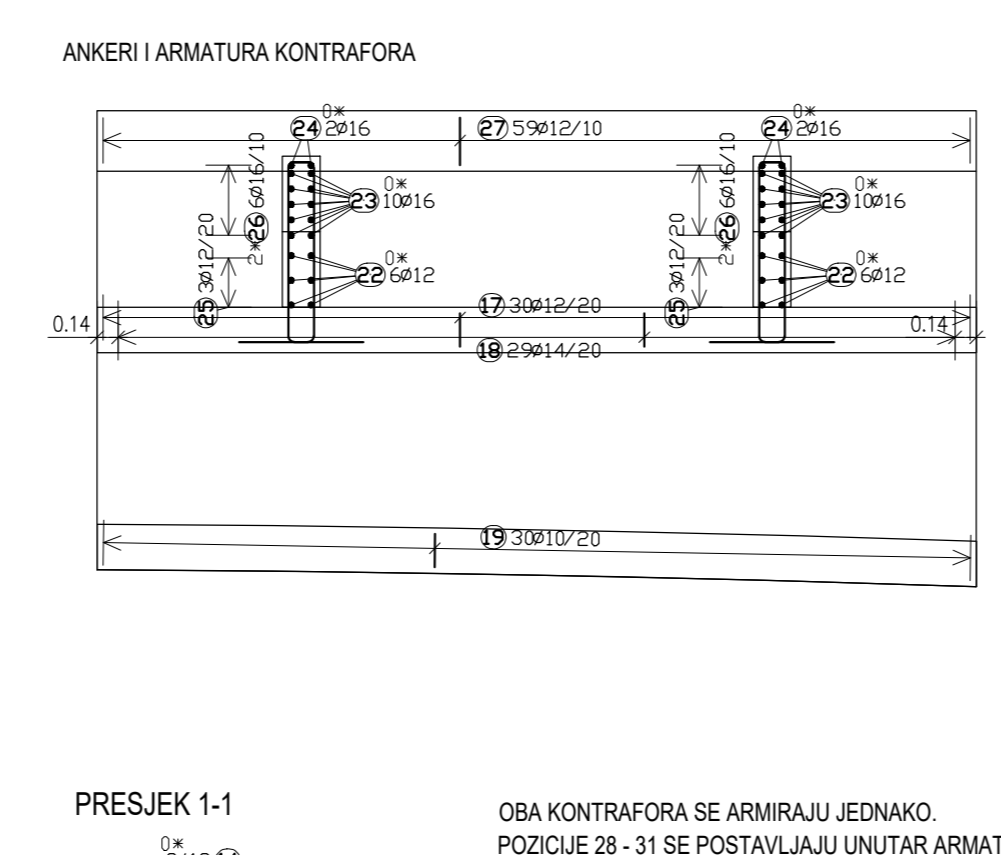 ANKERI I ARMATURA KONTRAFORA
0*
24 2ø16
27 59ø12/10
0*
24 2ø16
2*26 6ø16/10
0*
23 10ø16
2*26 6ø16/10
0*
23 10ø16
25 3ø12/20
0*
22 6ø12
25 3ø12/20
0*
22 6ø12
17 30ø12/20
0.14
0.14
18 29ø14/20
19 30ø10/20
PRESJEK 1-1
0*
OBA KONTRAFORA SE ARMIRAJU JEDNAKO.
POZICIJE 28 - 31 SE POSTAVLJAJU UNUTAR ARMAT